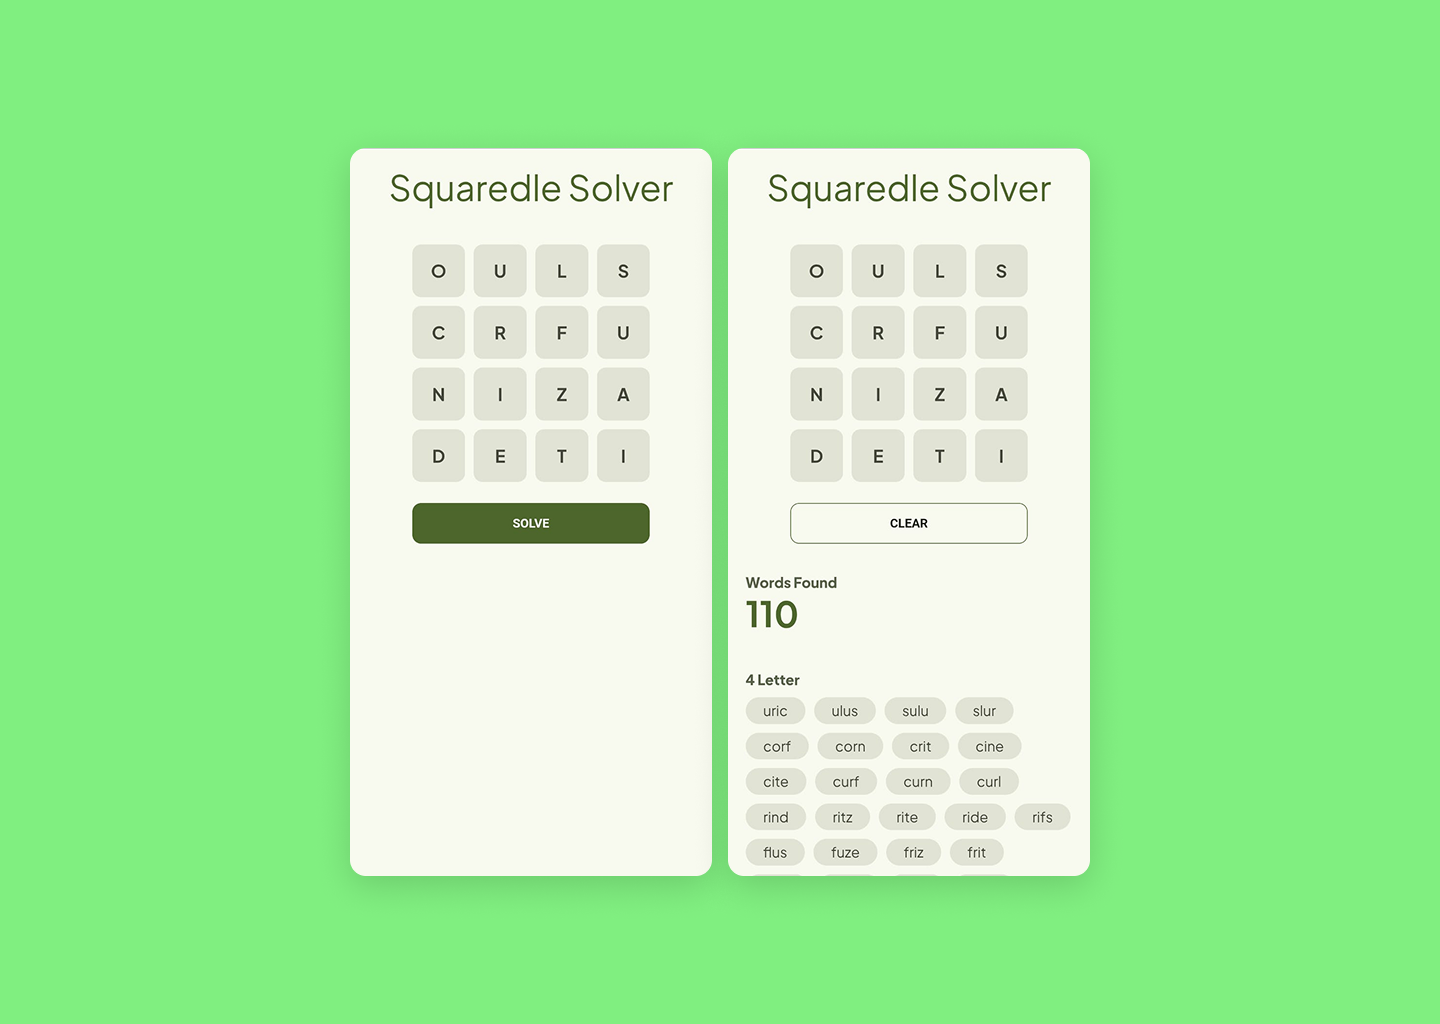 Squaredle Solver
O U L S
C R F U
N I Z A
D E T I
SOLVE
Squaredle Solver
O U L S
C R F U
N I Z A
D E T I
CLEAR
Words Found
110
4 Letter
uric ulus sulu slur
corf corn crit cine
cite curf curn curl
rind ritz rite ride rifs
flus fuze friz frit